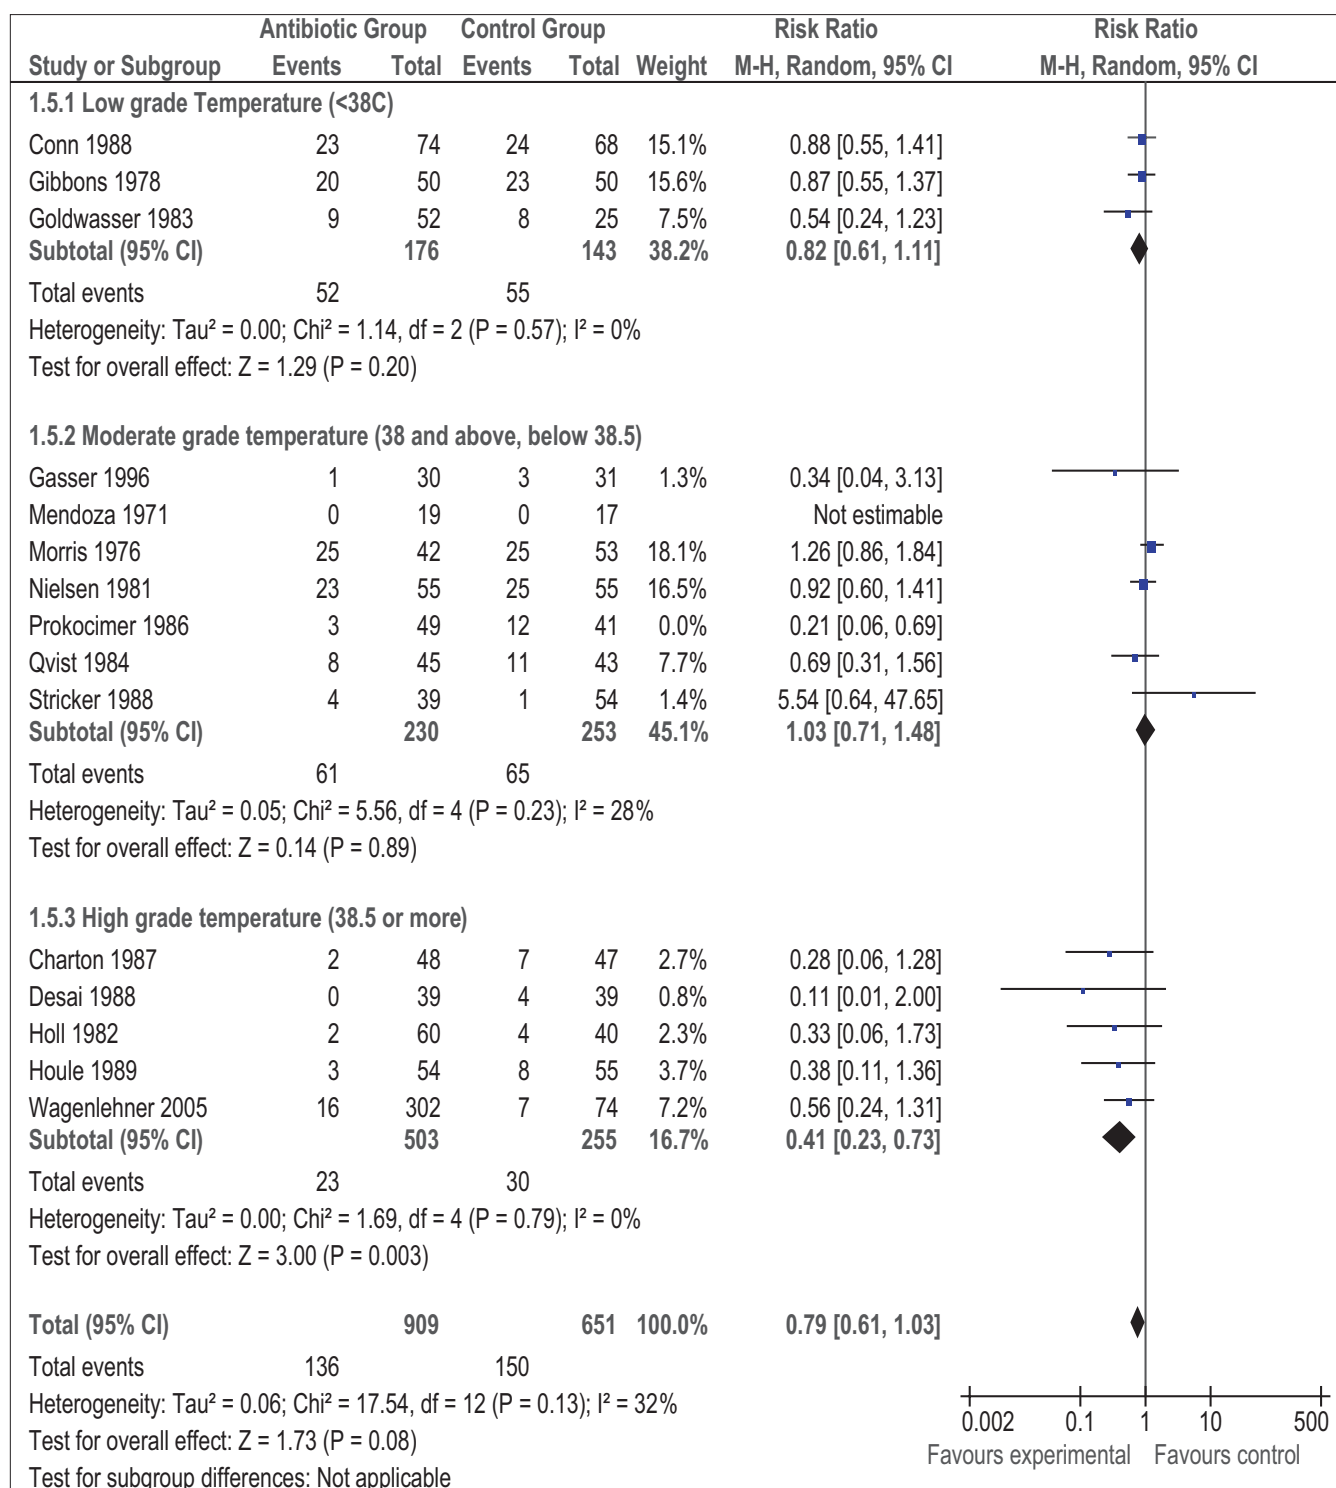 Antibiotic Group Control Group Risk Ratio Risk Ratio
Study or Subgroup Events Total Events Total Weight M-H, Random, 95% CI M-H, Random, 95% CI
1.5.1 Low grade Temperature (<38C)
Conn 1988 23 74 24 68 15.1% 0.88 [0.55, 1.41]
Gibbons 1978 20 50 23 50 15.6% 0.87 [0.55, 1.37]
Goldwasser 1983 9 52 8 25 7.5% 0.54 [0.24, 1.23]
Subtotal (95% CI) 176 143 38.2% 0.82 [0.61, 1.11]
Total events 52 55
Heterogeneity: Tau² = 0.00; Chi² = 1.14, df = 2 (P = 0.57); I² = 0%
Test for overall effect: Z = 1.29 (P = 0.20)
1.5.2 Moderate grade temperature (38 and above, below 38.5)
Gasser 1996 1 30 3 31 1.3% 0.34 [0.04, 3.13]
Mendoza 1971 0 19 0 17 Not estimable
Morris 1976 25 42 25 53 18.1% 1.26 [0.86, 1.84]
Nielsen 1981 23 55 25 55 16.5% 0.92 [0.60, 1.41]
Prokocimer 1986 3 49 12 41 0.0% 0.21 [0.06, 0.69]
Qvist 1984 8 45 11 43 7.7% 0.69 [0.31, 1.56]
Stricker 1988 4 39 1 54 1.4% 5.54 [0.64, 47.65]
Subtotal (95% CI) 230 253 45.1% 1.03 [0.71, 1.48]
Total events 61 65
Heterogeneity: Tau² = 0.05; Chi² = 5.56, df = 4 (P = 0.23); I² = 28%
Test for overall effect: Z = 0.14 (P = 0.89)
1.5.3 High grade temperature (38.5 or more)
Charton 1987 2 48 7 47 2.7% 0.28 [0.06, 1.28]
Desai 1988 0 39 4 39 0.8% 0.11 [0.01, 2.00]
Holl 1982 2 60 4 40 2.3% 0.33 [0.06, 1.73]
Houle 1989 3 54 8 55 3.7% 0.38 [0.11, 1.36]
Wagenlehner 2005 16 302 7 74 7.2% 0.56 [0.24, 1.31]
Subtotal (95% CI) 503 255 16.7% 0.41 [0.23, 0.73]
Total events 23 30
Heterogeneity: Tau² = 0.00; Chi² = 1.69, df = 4 (P = 0.79); I² = 0%
Test for overall effect: Z = 3.00 (P = 0.003)
Total (95% CI) 909 651 100.0% 0.79 [0.61, 1.03]
Total events 136 150
Heterogeneity: Tau² = 0.06; Chi² = 17.54, df = 12 (P = 0.13); I² = 32%
Test for overall effect: Z = 1.73 (P = 0.08)
Test for subgroup differences: Not applicable
0.002 0.1 1 10 500
Favours experimental Favours control